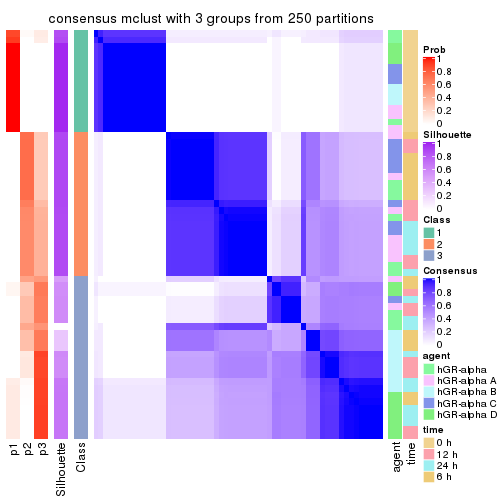 consensus mclust with 3 groups from 250 partitions
Prob
1
0.8
0.6
0.4
0.2
0
Silhouette
1
0.8
0.6
0.4
0.2
0
Class
1
2
3
Consensus
1
0.8
0.6
0.4
0.2
0
agent
hGR-alpha
hGR-alpha A
hGR-alpha B
hGR-alpha C
hGR-alpha D
time
0 h
12 h
24 h
6 h
p1
p2
p3
Silhouette
Class
agent
time